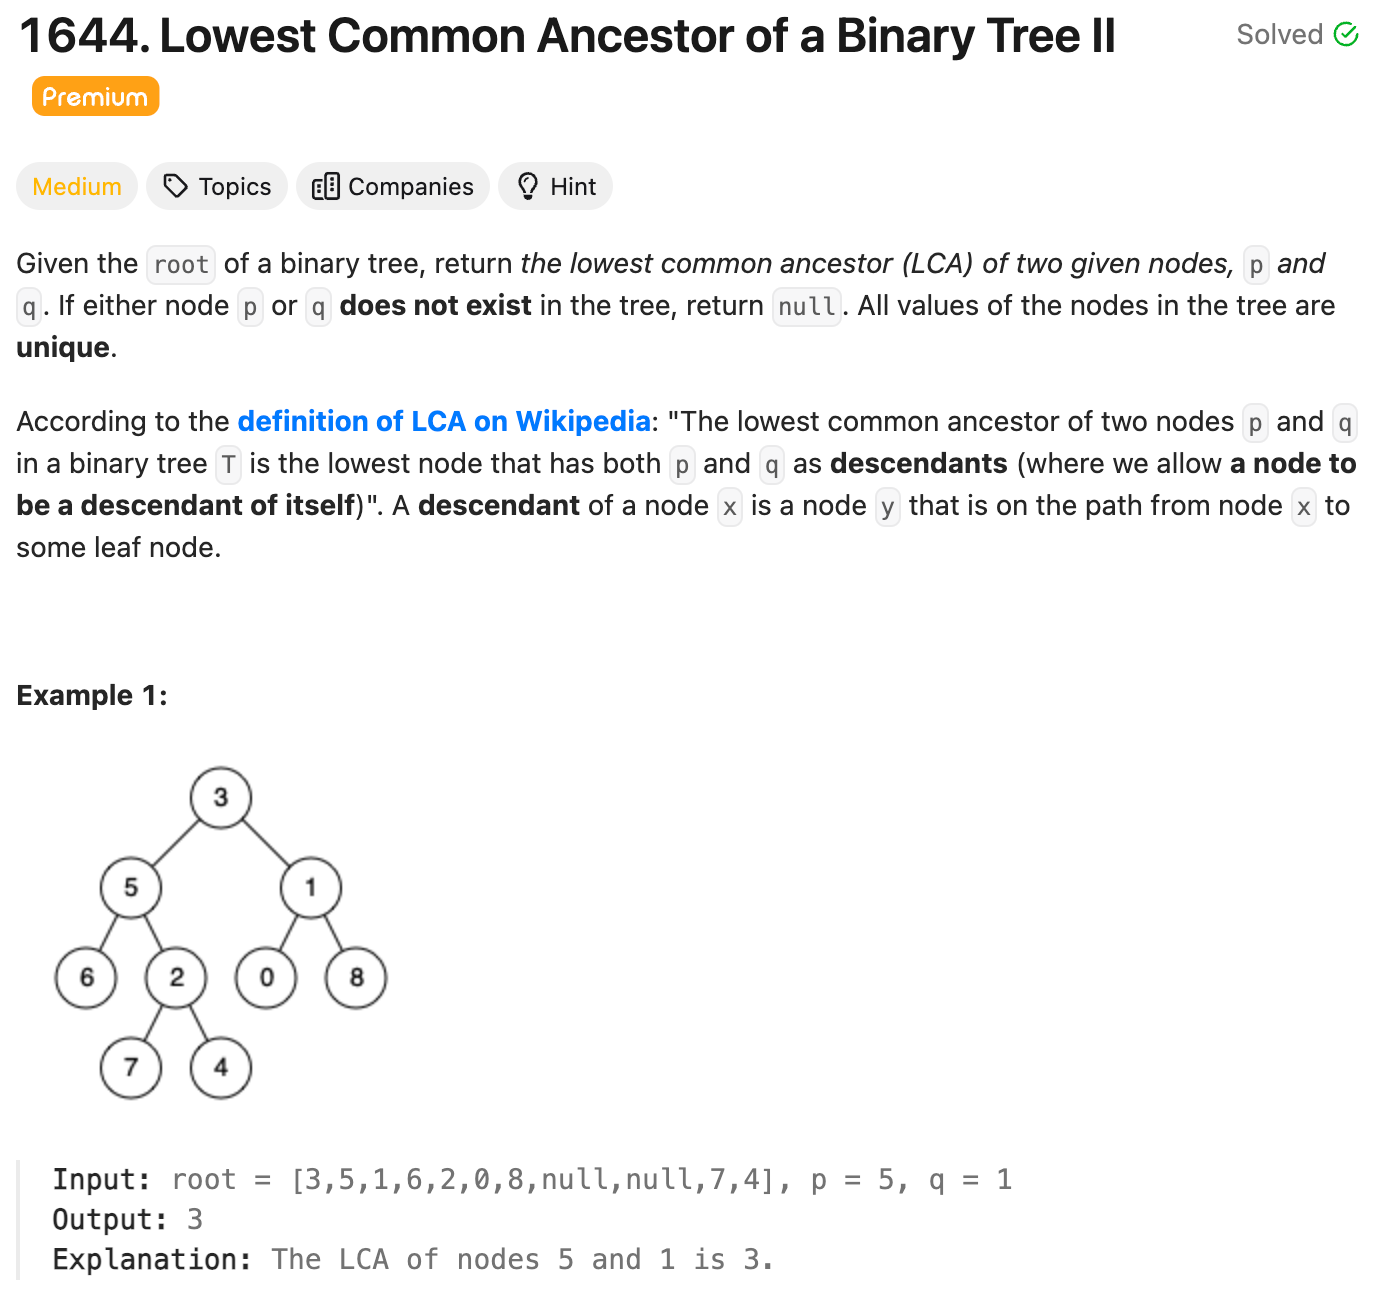 1644. Lowest Common Ancestor of a Binary Tree II
Solved
Premium
Medium
Topics
Companies
Hint
Given the root of a binary tree, return the lowest common ancestor (LCA) of two given nodes, p and
q. If either node p or q does not exist in the tree, return null. All values of the nodes in the tree are
unique.
According to the definition of LCA on Wikipedia: "The lowest common ancestor of two nodes p and q
in a binary tree T is the lowest node that has both p and q as descendants (where we allow a node to
be a descendant of itself)". A descendant of a node x is a node y that is on the path from node x to
some leaf node.
Example 1:
3
5 1
6 2 0 8
7 4
Input: root = [3,5,1,6,2,0,8,null,null,7,4], p = 5, q = 1
Output: 3
Explanation: The LCA of nodes 5 and 1 is 3.